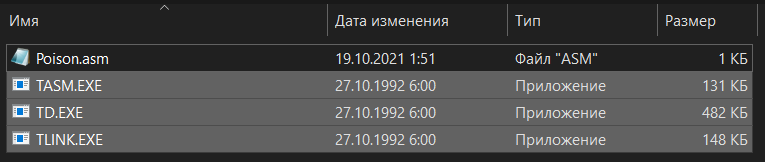 Имя Дата изменения Тип Размер
Poison.asm 19.10.2021 1:51 Файл "ASM" 1 КБ
TASM.EXE 27.10.1992 6:00 Приложение 131 КБ
TD.EXE 27.10.1992 6:00 Приложение 482 КБ
TLINK.EXE 27.10.1992 6:00 Приложение 148 КБ